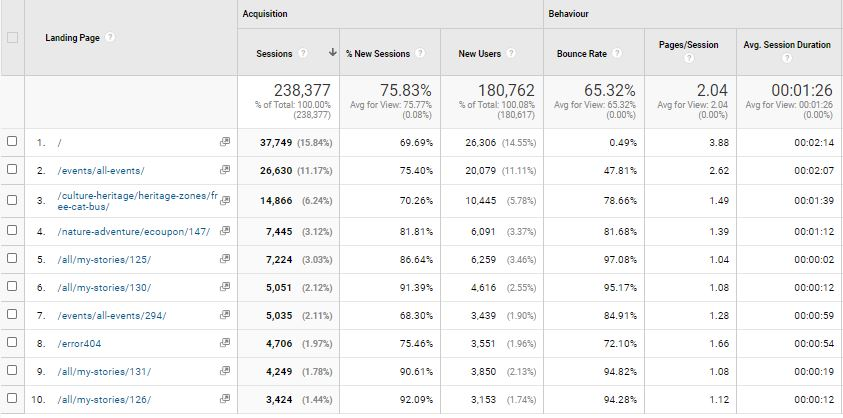 Acquisition Behaviour
Landing Page Sessions % New Sessions New Users Bounce Rate Pages/Session Avg. Session Duration
238,377 75.83% 180,762 65.32% 2.04 00:01:26
% of Total: 100.00% Avg for View: 75.77% % of Total: 100.08% Avg for View: 65.32% Avg for View: 2.04 Avg for View: 00:01:26
(238,377) (0.08%) (180,617) (0.00%) (0.00%) (0.00%)
1. / 37,749 (15.84%) 69.69% 26,306 (14.55%) 0.49% 3.88 00:02:14
2. /events/all-events/ 26,630 (11.17%) 75.40% 20,079 (11.11%) 47.81% 2.62 00:02:07
3. /culture-heritage/heritage-zones/fr
ee-cat-bus/ 14,866 (6.24%) 70.26% 10,445 (5.78%) 78.66% 1.49 00:01:39
4. /nature-adventure/ecoupon/147/ 7,445 (3.12%) 81.81% 6,091 (3.37%) 81.68% 1.39 00:01:12
5. /all/my-stories/125/ 7,224 (3.03%) 86.64% 6,259 (3.46%) 97.08% 1.04 00:00:02
6. /all/my-stories/130/ 5,051 (2.12%) 91.39% 4,616 (2.55%) 95.17% 1.08 00:00:12
7. /events/all-events/294/ 5,035 (2.11%) 68.30% 3,439 (1.90%) 84.91% 1.28 00:00:59
8. /error404 4,706 (1.97%) 75.46% 3,551 (1.96%) 72.10% 1.66 00:00:54
9. /all/my-stories/131/ 4,249 (1.78%) 90.61% 3,850 (2.13%) 94.82% 1.08 00:00:19
10. /all/my-stories/126/ 3,424 (1.44%) 92.09% 3,153 (1.74%) 94.28% 1.12 00:00:12